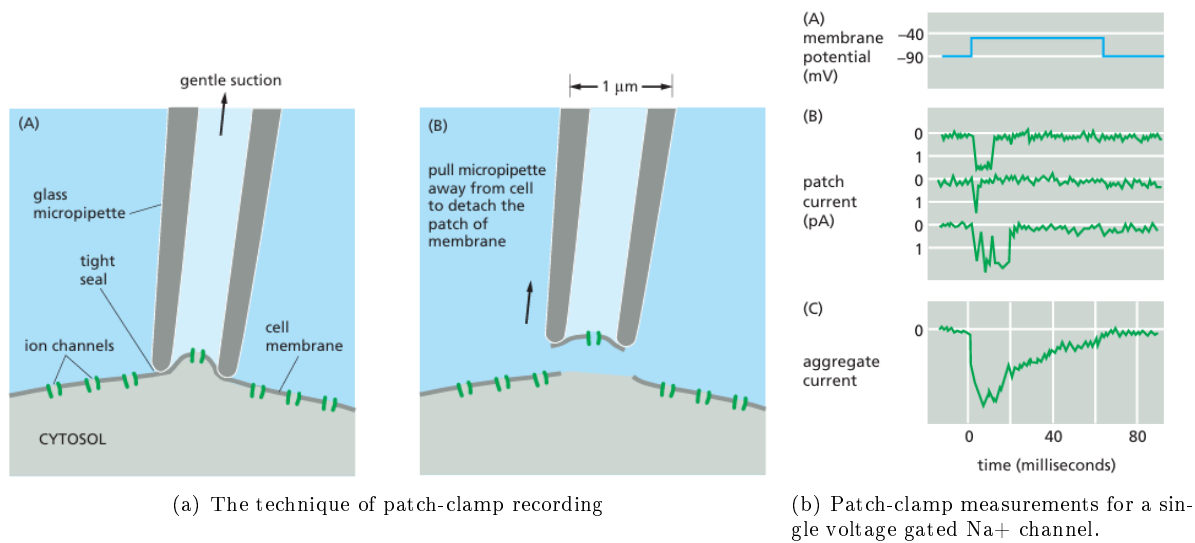 gentle suction
(A)
glass
micropipette
tight
seal
ion channels
cell
membrane
CYTOSOL
1 µm
(B)
pull micropipette
away from cell
to detach the
patch of
membrane
(a) The technique of patch-clamp recording
(A)
membrane
potential
(mV)
–40
–90
(B)
patch
current
(pA)
0
1
0
1
0
1
(C)
aggregate
current
0
0 40 80
time (milliseconds)
(b) Patch-clamp measurements for a sin-
gle voltage gated Na+ channel.